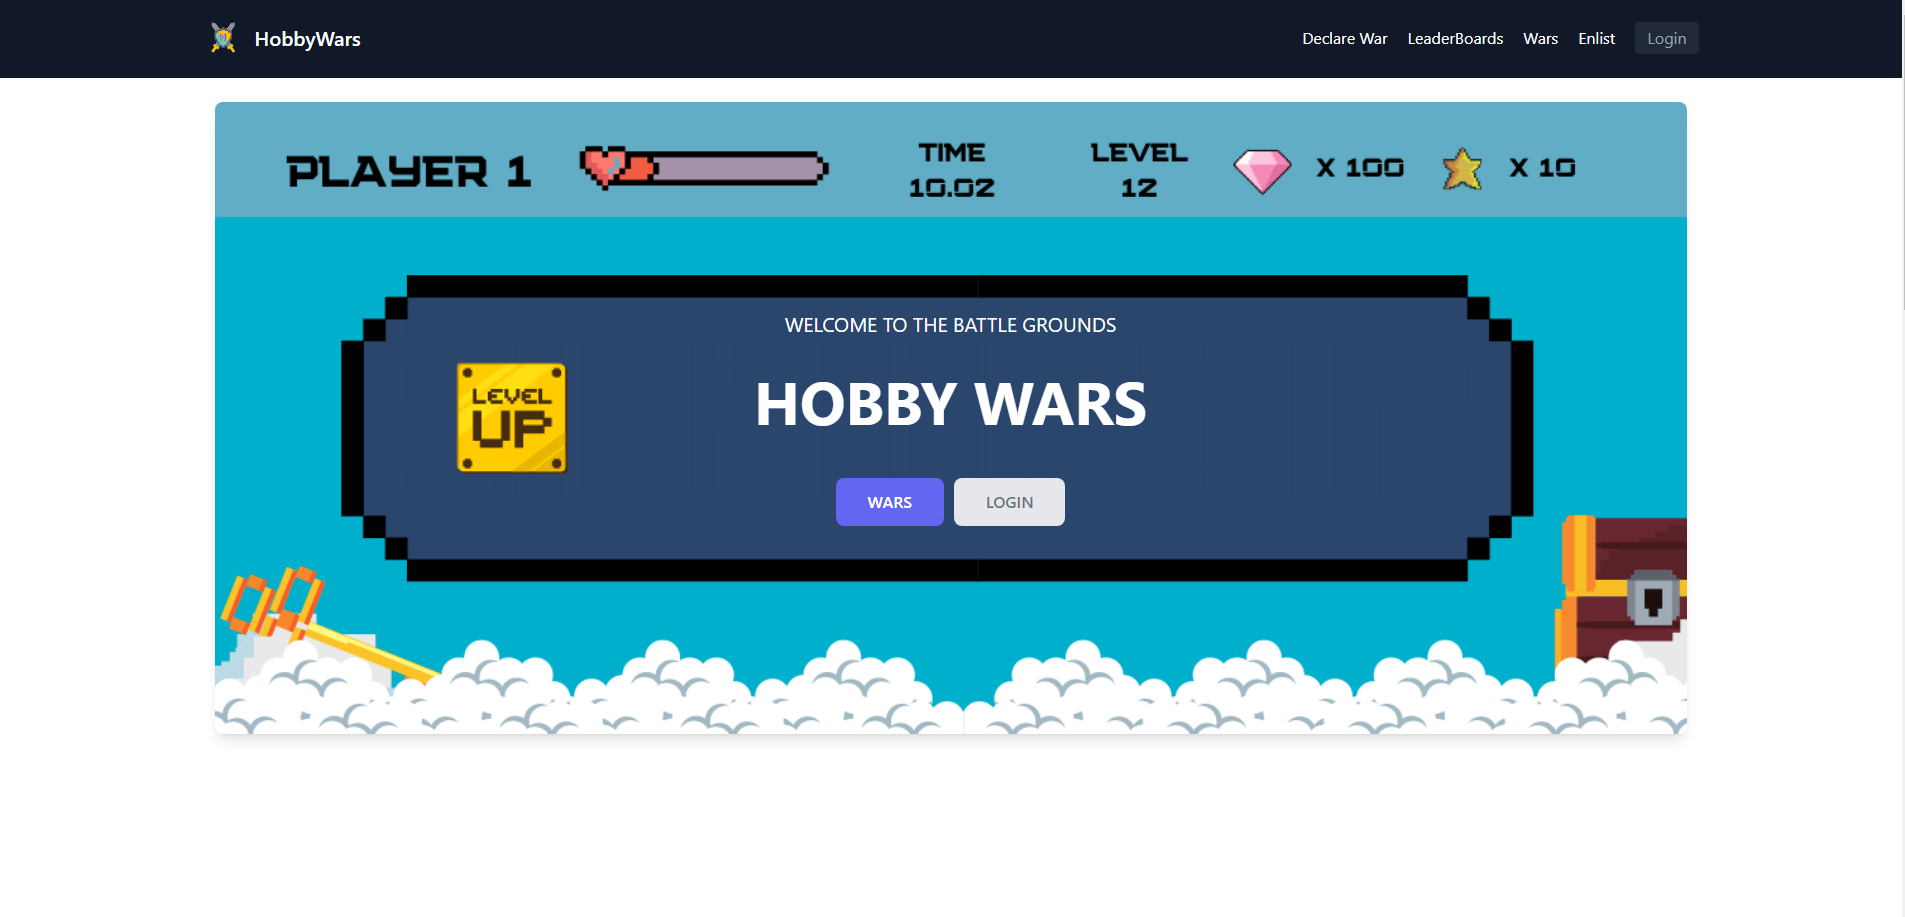 HobbyWars
Declare War
LeaderBoards
Wars
Enlist
Login
PLAYER 1
TIME
10.02
LEVEL
12
X 100
X 10
WELCOME TO THE BATTLE GROUNDS
LEVEL
UP
HOBBY WARS
WARS
LOGIN